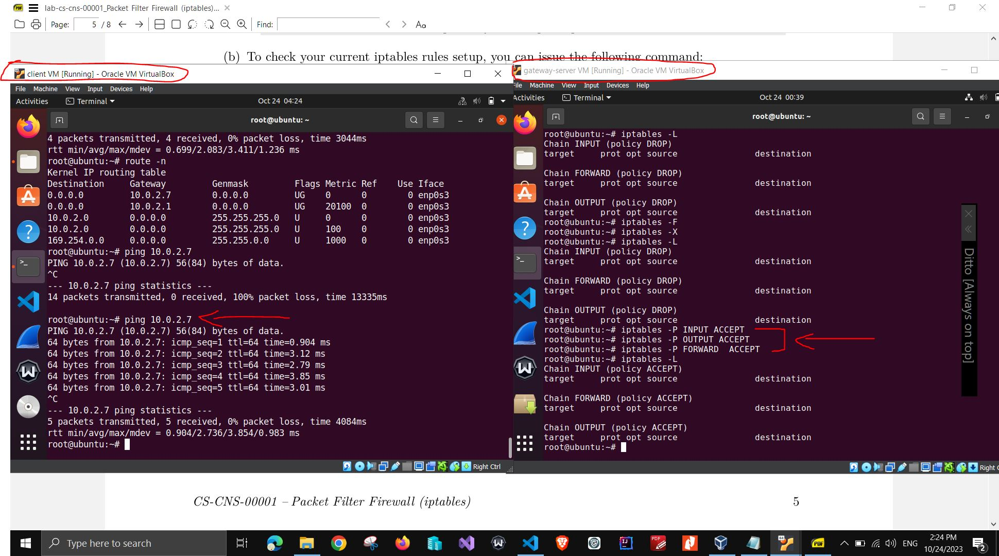 lab-cs-cns-00001_Packet Filter Firewall (iptables)...
Page: 5 / 8 Find: Aa
(b) To check your current iptables rules setup, you can issue the following command:
client VM [Running] - Oracle VM VirtualBox
File Machine View Input Devices Help
Activities Terminal Oct 24 04:24
root@ubuntu: ~
4 packets transmitted, 4 received, 0% packet loss, time 3044ms
rtt min/avg/max/mdev = 0.699/2.083/3.411/1.236 ms
root@ubuntu:~# route -n
Kernel IP routing table
Destination Gateway Genmask Flags Metric Ref Use Iface
0.0.0.0 10.0.2.7 0.0.0.0 UG 0 0 0 enp0s3
0.0.0.0 10.0.2.1 0.0.0.0 UG 20100 0 0 enp0s3
10.0.2.0 0.0.0.0 255.255.255.0 U 0 0 0 enp0s3
10.0.2.0 0.0.0.0 255.255.255.0 U 100 0 0 enp0s3
169.254.0.0 0.0.0.0 255.255.0.0 U 1000 0 0 enp0s3
root@ubuntu:~# ping 10.0.2.7
PING 10.0.2.7 (10.0.2.7) 56(84) bytes of data.
^C
--- 10.0.2.7 ping statistics ---
14 packets transmitted, 0 received, 100% packet loss, time 13335ms
root@ubuntu:~# ping 10.0.2.7
PING 10.0.2.7 (10.0.2.7) 56(84) bytes of data.
64 bytes from 10.0.2.7: icmp_seq=1 ttl=64 time=0.904 ms
64 bytes from 10.0.2.7: icmp_seq=2 ttl=64 time=3.12 ms
64 bytes from 10.0.2.7: icmp_seq=3 ttl=64 time=2.79 ms
64 bytes from 10.0.2.7: icmp_seq=4 ttl=64 time=3.85 ms
64 bytes from 10.0.2.7: icmp_seq=5 ttl=64 time=3.01 ms
^C
--- 10.0.2.7 ping statistics ---
5 packets transmitted, 5 received, 0% packet loss, time 4084ms
rtt min/avg/max/mdev = 0.904/2.736/3.854/0.983 ms
root@ubuntu:~#
Right Ctrl
gateway-server VM [Running] - Oracle VM VirtualBox
File Machine View Input Devices Help
Activities Terminal Oct 24 00:39
root@ubuntu: ~
root@ubuntu:~# iptables -L
Chain INPUT (policy DROP)
target prot opt source destination
Chain FORWARD (policy DROP)
target prot opt source destination
Chain OUTPUT (policy DROP)
target prot opt source destination
root@ubuntu:~# iptables -F
root@ubuntu:~# iptables -X
root@ubuntu:~# iptables -L
Chain INPUT (policy DROP)
target prot opt source destination
Chain FORWARD (policy DROP)
target prot opt source destination
Chain OUTPUT (policy DROP)
target prot opt source destination
root@ubuntu:~# iptables -P INPUT ACCEPT
root@ubuntu:~# iptables -P OUTPUT ACCEPT
root@ubuntu:~# iptables -P FORWARD  ACCEPT
root@ubuntu:~# iptables -L
Chain INPUT (policy ACCEPT)
target prot opt source destination
Chain FORWARD (policy ACCEPT)
target prot opt source destination
Chain OUTPUT (policy ACCEPT)
target prot opt source destination
root@ubuntu:~#
Ditto [Always on top]
Right
CS-CNS-00001 – Packet Filter Firewall (iptables) 5
Type here to search
ENG
2:24 PM
10/24/2023
2